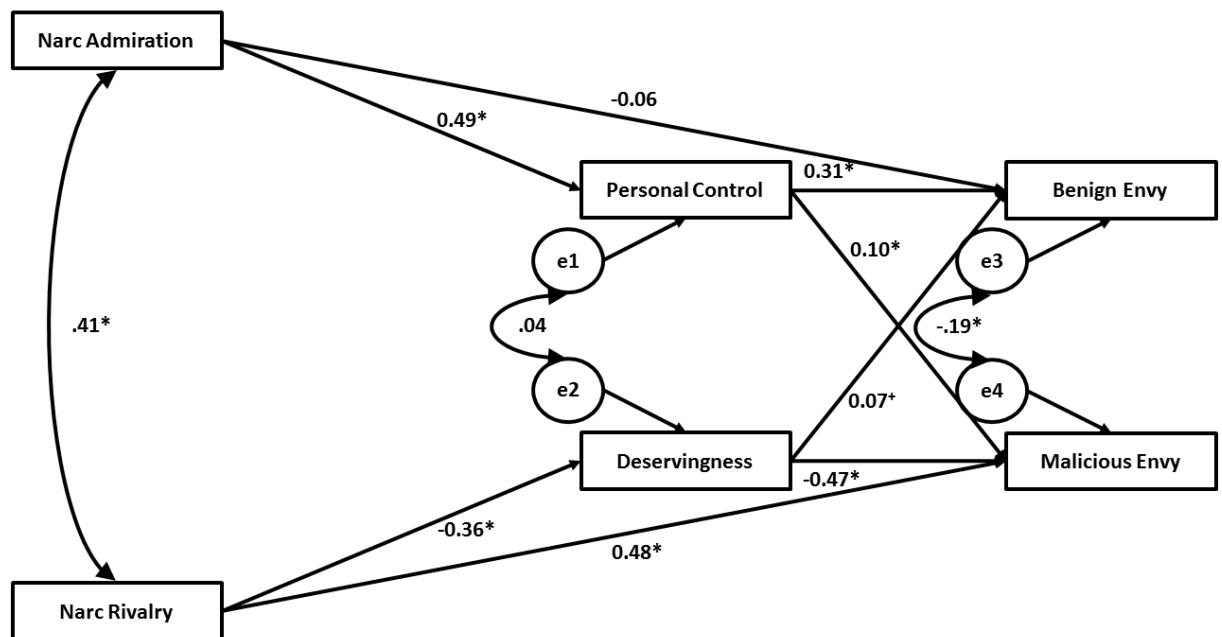 Narc Admiration
-0.06
0.49*
Personal Control
0.31*
Benign Envy
e1
0.10*
e3
.41*
.04
-.19*
e2
0.07⁺
e4
Deservingness
-0.47*
Malicious Envy
-0.36*
0.48*
Narc Rivalry